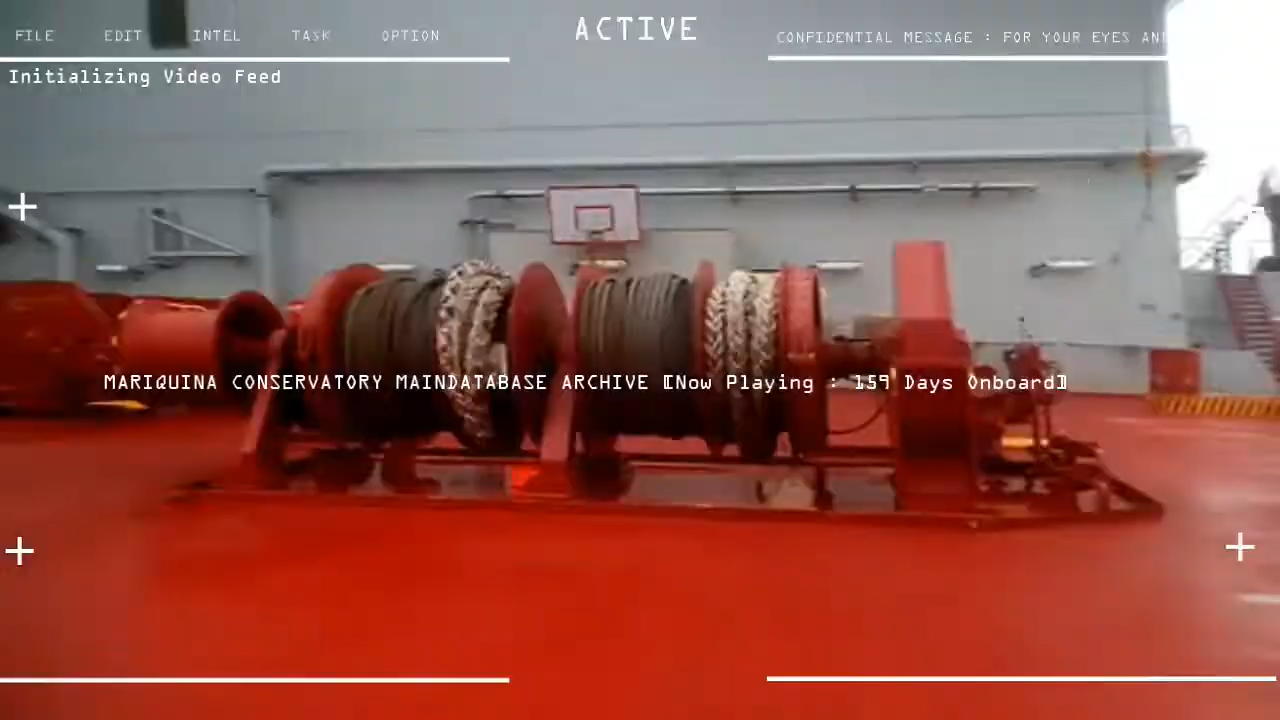 FILE EDIT INTEL TASK OPTION
ACTIVE
CONFIDENTIAL MESSAGE : FOR YOUR EYES AN
Initializing Video Feed
MARIQUINA CONSERVATORY MAINDATABASE ARCHIVE [Now Playing : 159 Days Onboard]